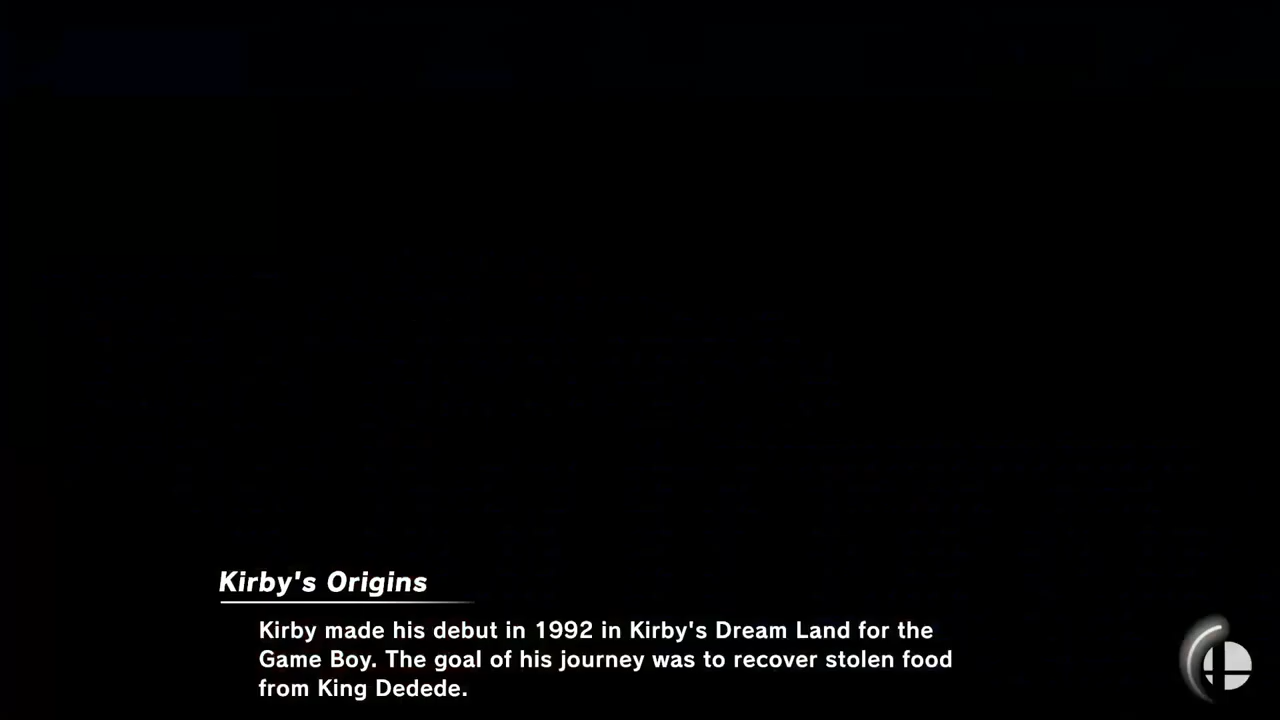 Kirby's Origins
Kirby made his debut in 1992 in Kirby's Dream Land for the
Game Boy. The goal of his journey was to recover stolen food
from King Dedede.